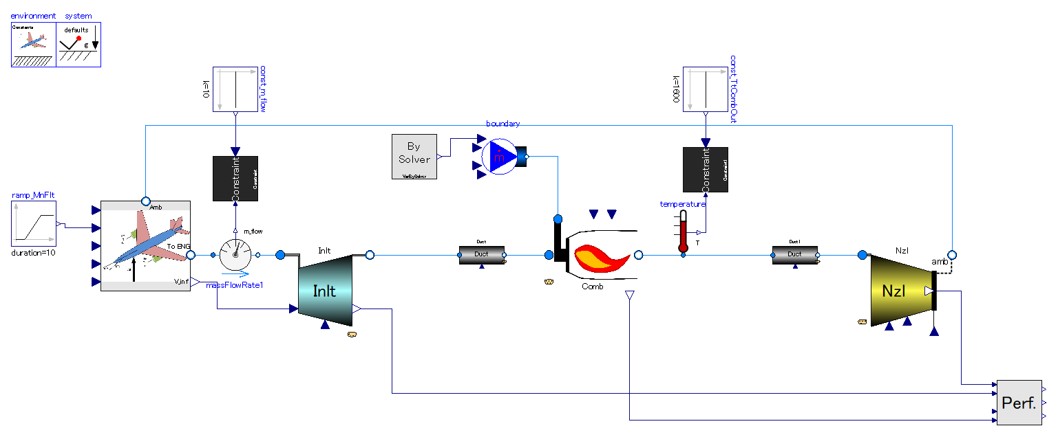 environment
system
Constants
defaults
g
const_m_flow
k=10
const_TtCombOut
k=1600
boundary
By
Solver
VarBySolver
m
Constraint
Constraint
Constraint
Constraint1
ramp_MnFlt
duration=10
Amb
To ENG
V_inf
m_flow
massFlowRate1
Inlt
Inlt
Duct
Duct
Comb
temperature
T
Duct1
Duct
Nzl
Nzl
amb
Perf.